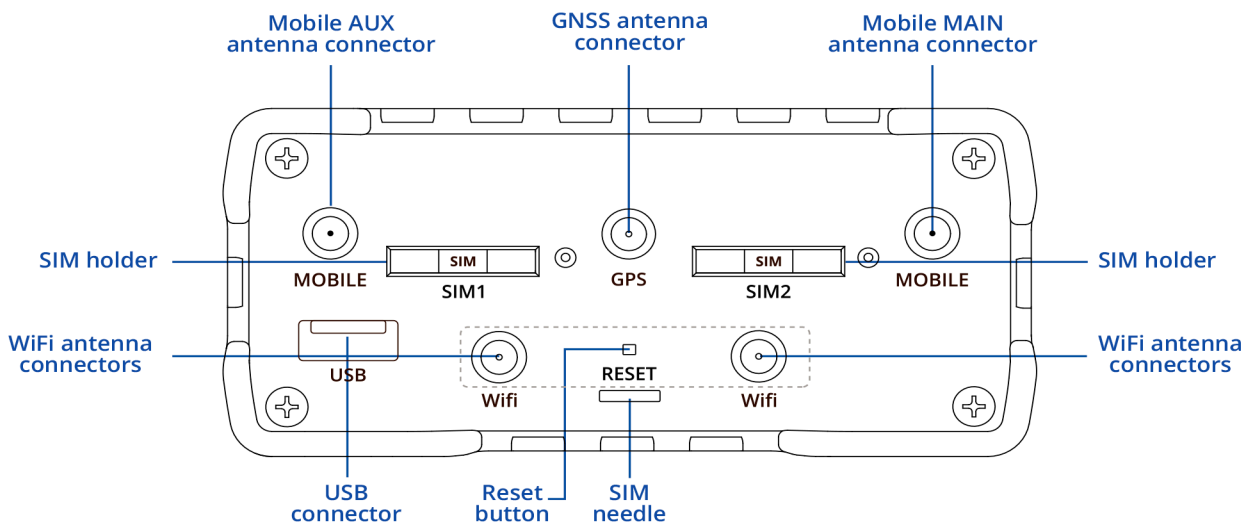 Mobile AUX
antenna connector
GNSS antenna
connector
Mobile MAIN
antenna connector
SIM holder
SIM
SIM
SIM holder
MOBILE
SIM1
GPS
SIM2
MOBILE
WiFi antenna
connectors
USB
RESET
WiFi antenna
connectors
Wifi
Wifi
USB
connector
Reset
button
SIM
needle